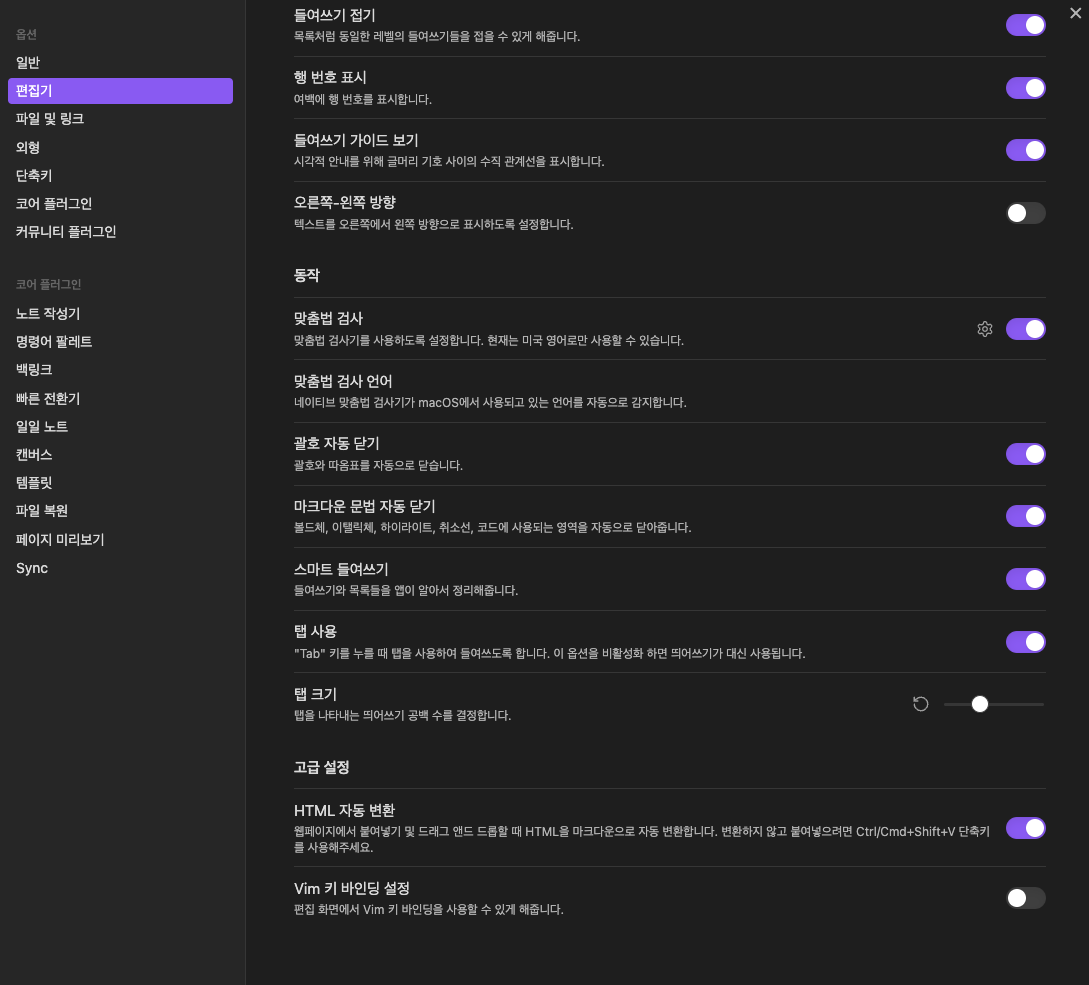 옵션
일반
편집기
파일 및 링크
외형
단축키
코어 플러그인
커뮤니티 플러그인
코어 플러그인
노트 작성기
명령어 팔레트
백링크
빠른 전환기
일일 노트
캔버스
템플릿
파일 복원
페이지 미리보기
Sync
들여쓰기 접기
목록처럼 동일한 레벨의 들여쓰기들을 접을 수 있게 해줍니다.
행 번호 표시
여백에 행 번호를 표시합니다.
들여쓰기 가이드 보기
시각적 안내를 위해 글머리 기호 사이의 수직 관계선을 표시합니다.
오른쪽-왼쪽 방향
텍스트를 오른쪽에서 왼쪽 방향으로 표시하도록 설정합니다.
동작
맞춤법 검사
맞춤법 검사기를 사용하도록 설정합니다. 현재는 미국 영어로만 사용할 수 있습니다.
맞춤법 검사 언어
네이티브 맞춤법 검사기가 macOS에서 사용되고 있는 언어를 자동으로 감지합니다.
괄호 자동 닫기
괄호와 따옴표를 자동으로 닫습니다.
마크다운 문법 자동 닫기
볼드체, 이탤릭체, 하이라이트, 취소선, 코드에 사용되는 영역을 자동으로 닫아줍니다.
스마트 들여쓰기
들여쓰기와 목록들을 앱이 알아서 정리해줍니다.
탭 사용
"Tab" 키를 누를 때 탭을 사용하여 들여쓰도록 합니다. 이 옵션을 비활성화 하면 띄어쓰기가 대신 사용됩니다.
탭 크기
탭을 나타내는 띄어쓰기 공백 수를 결정합니다.
고급 설정
HTML 자동 변환
웹페이지에서 붙여넣기 및 드래그 앤드 드롭할 때 HTML을 마크다운으로 자동 변환합니다. 변환하지 않고 붙여넣으려면 Ctrl/Cmd+Shift+V 단축키
를 사용해주세요.
Vim 키 바인딩 설정
편집 화면에서 Vim 키 바인딩을 사용할 수 있게 해줍니다.